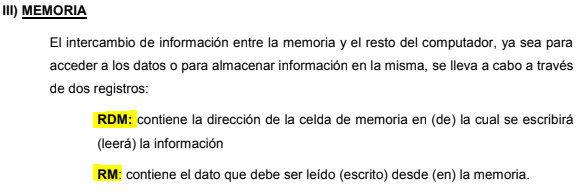 III) MEMORIA
El intercambio de información entre la memoria y el resto del computador, ya sea para
acceder a los datos o para almacenar información en la misma, se lleva a cabo a través
de dos registros:
RDM: contiene la dirección de la celda de memoria en (de) la cual se escribirá
(leerá) la información
RM: contiene el dato que debe ser leído (escrito) desde (en) la memoria.